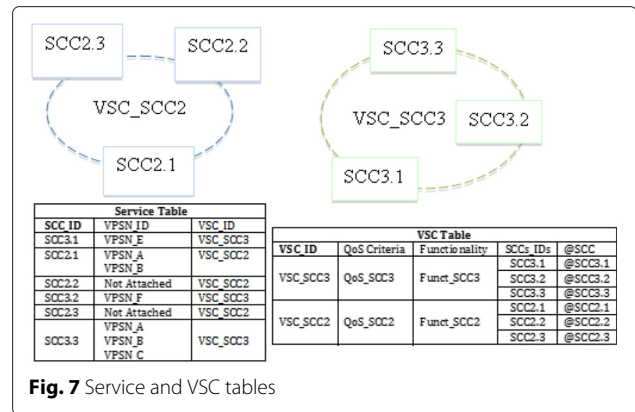 SCC2.3
SCC2.2
VSC_SCC2
SCC2.1
SCC3.3
VSC_SCC3
SCC3.2
SCC3.1
Service Table
SCC_ID VPSN_ID VSC_ID
SCC3.1 VPSN_E VSC_SCC3
SCC2.1 VPSN_A VSC_SCC2
VPSN_B
SCC2.2 Not Attached VSC_SCC2
SCC3.2 VPSN_F VSC_SCC3
SCC2.3 Not Attached VSC_SCC2
VPSN_A
SCC3.3 VPSN_B VSC_SCC3
VPSN_C
VSC Table
VSC_ID QoS Criteria Functionality SCCs_IDs @SCC
SCC3.1 @SCC3.1
VSC_SCC3 QoS_SCC3 Funct_SCC3 SCC3.2 @SCC3.2
SCC3.3 @SCC3.3
SCC2.1 @SCC2.1
VSC_SCC2 QoS_SCC2 Funct_SCC2 SCC2.2 @SCC2.2
SCC2.3 @SCC2.3
Fig. 7 Service and VSC tables